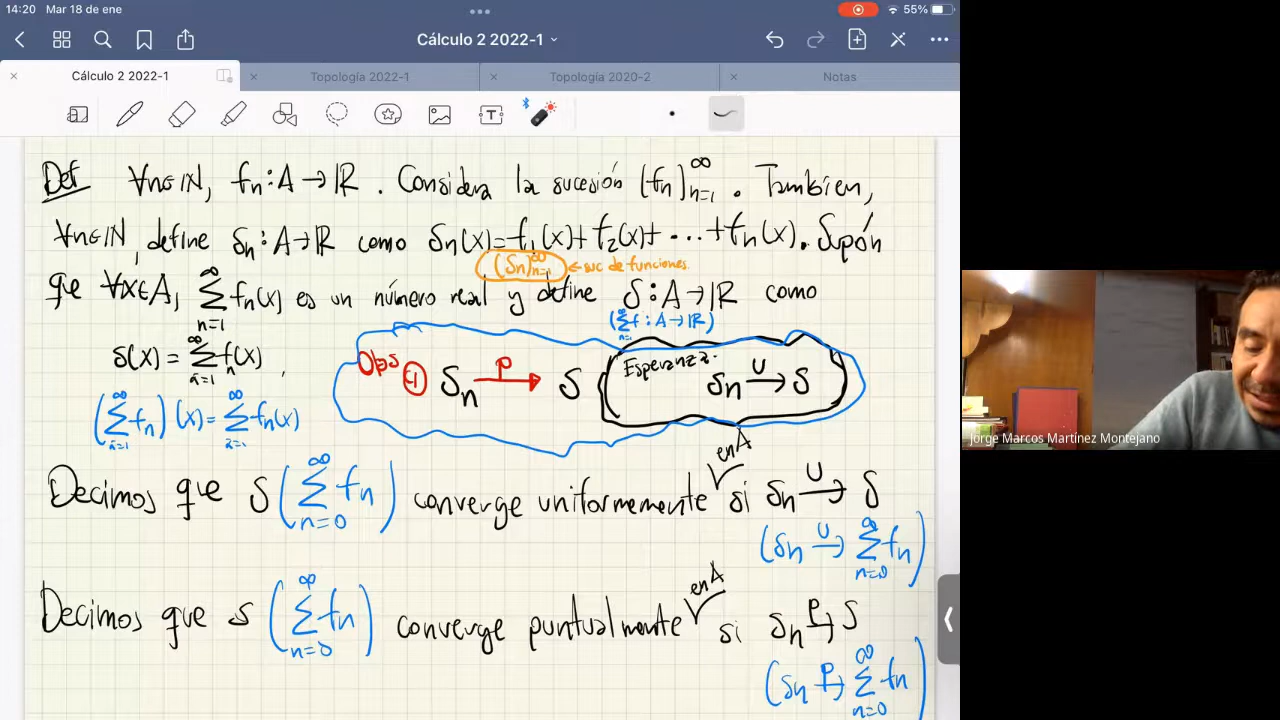 14:20 Mar 18 de ene 55%
Cálculo 2 2022-1
Cálculo 2 2022-1 Topología 2022-1 Topología 2020-2 Notas
Def ∀n∈ℕ, fn: A→ℝ. Considera la sucesión (fn)_{n=1}^∞. Tambien,
∀n∈ℕ, define Sn: A→ℝ como Sn(x)=f1(x)+f2(x)+...+fn(x). Supón
(Sn)_{n=1}^∞ ← suc de funciones.
que ∀x∈A, ∑_{n=1}^∞ fn(x) es un número real y define S: A→ℝ como
(∑_{n=1}^∞ f: A→ℝ)
S(x)=∑_{n=1}^∞ fn(x),
Obs ① Sn →^P S
Esperanza. Sn →^U S
(∑_{n=1}^∞ fn)(x)=∑_{n=1}^∞ fn(x)
Decimos que S (∑_{n=0}^∞ fn) converge uniformemente en A si Sn →^U S
(Sn →^U ∑_{n=0}^∞ fn)
Decimos que S (∑_{n=0}^∞ fn) converge puntualmente en A si Sn →^P S
(Sn →^P ∑_{n=0}^∞ fn)
Jorge Marcos Martínez Montejano